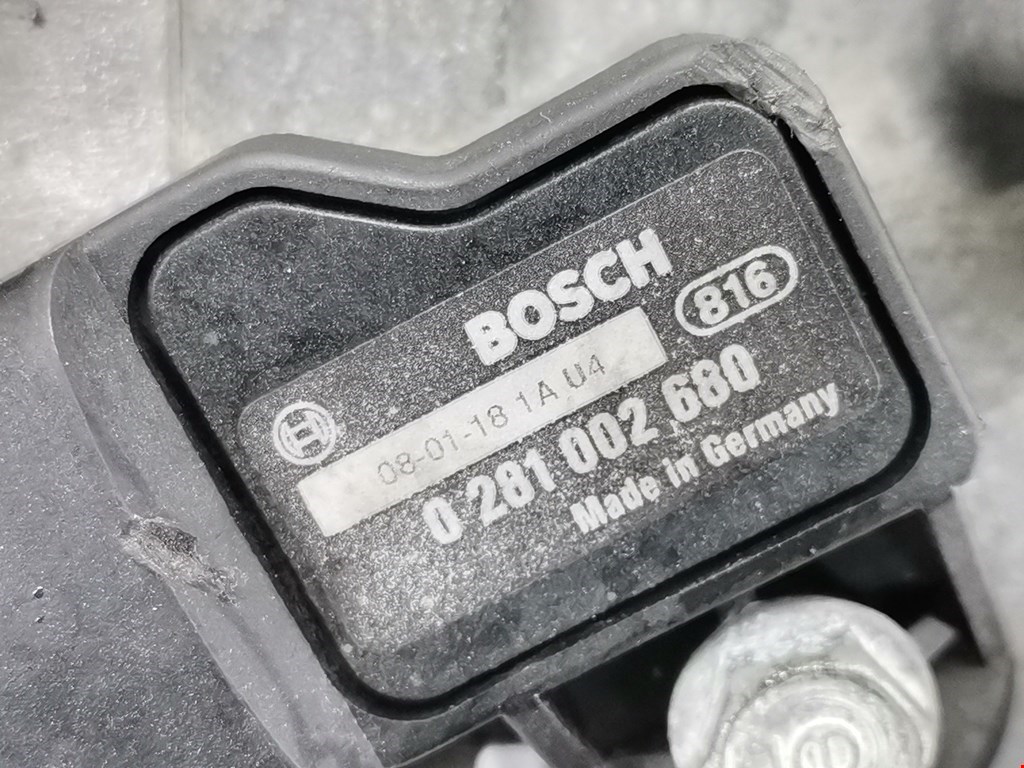 BOSCH
816
08-01-18 1A U4
0 281 002 680
Made in Germany